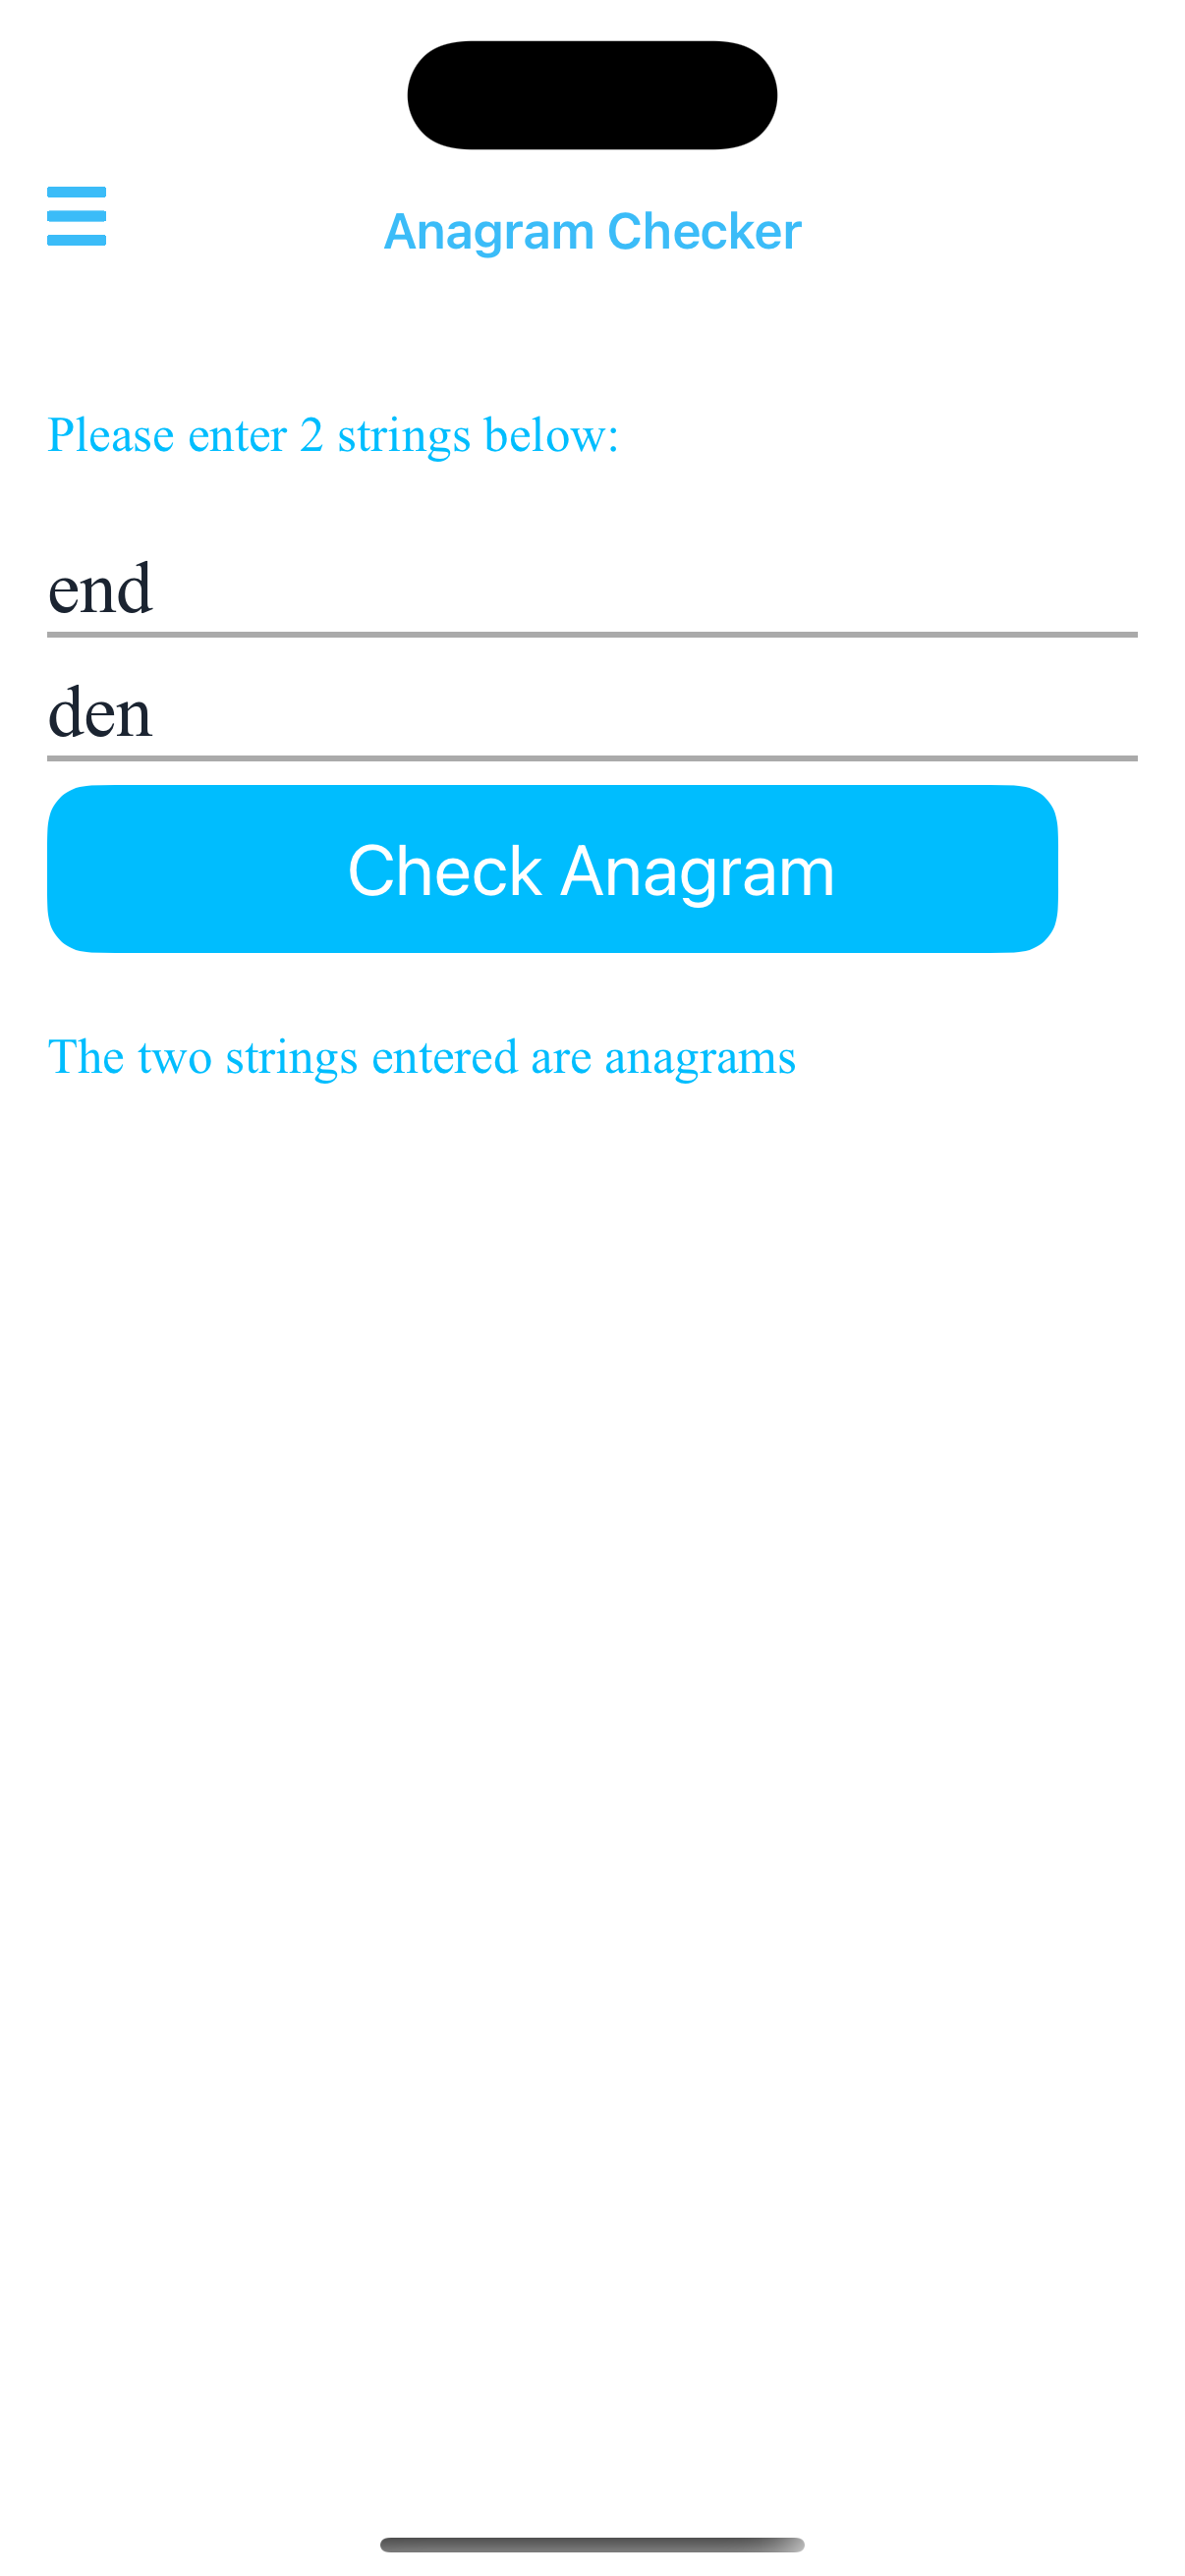 Anagram Checker
Please enter 2 strings below:
end
den
Check Anagram
The two strings entered are anagrams